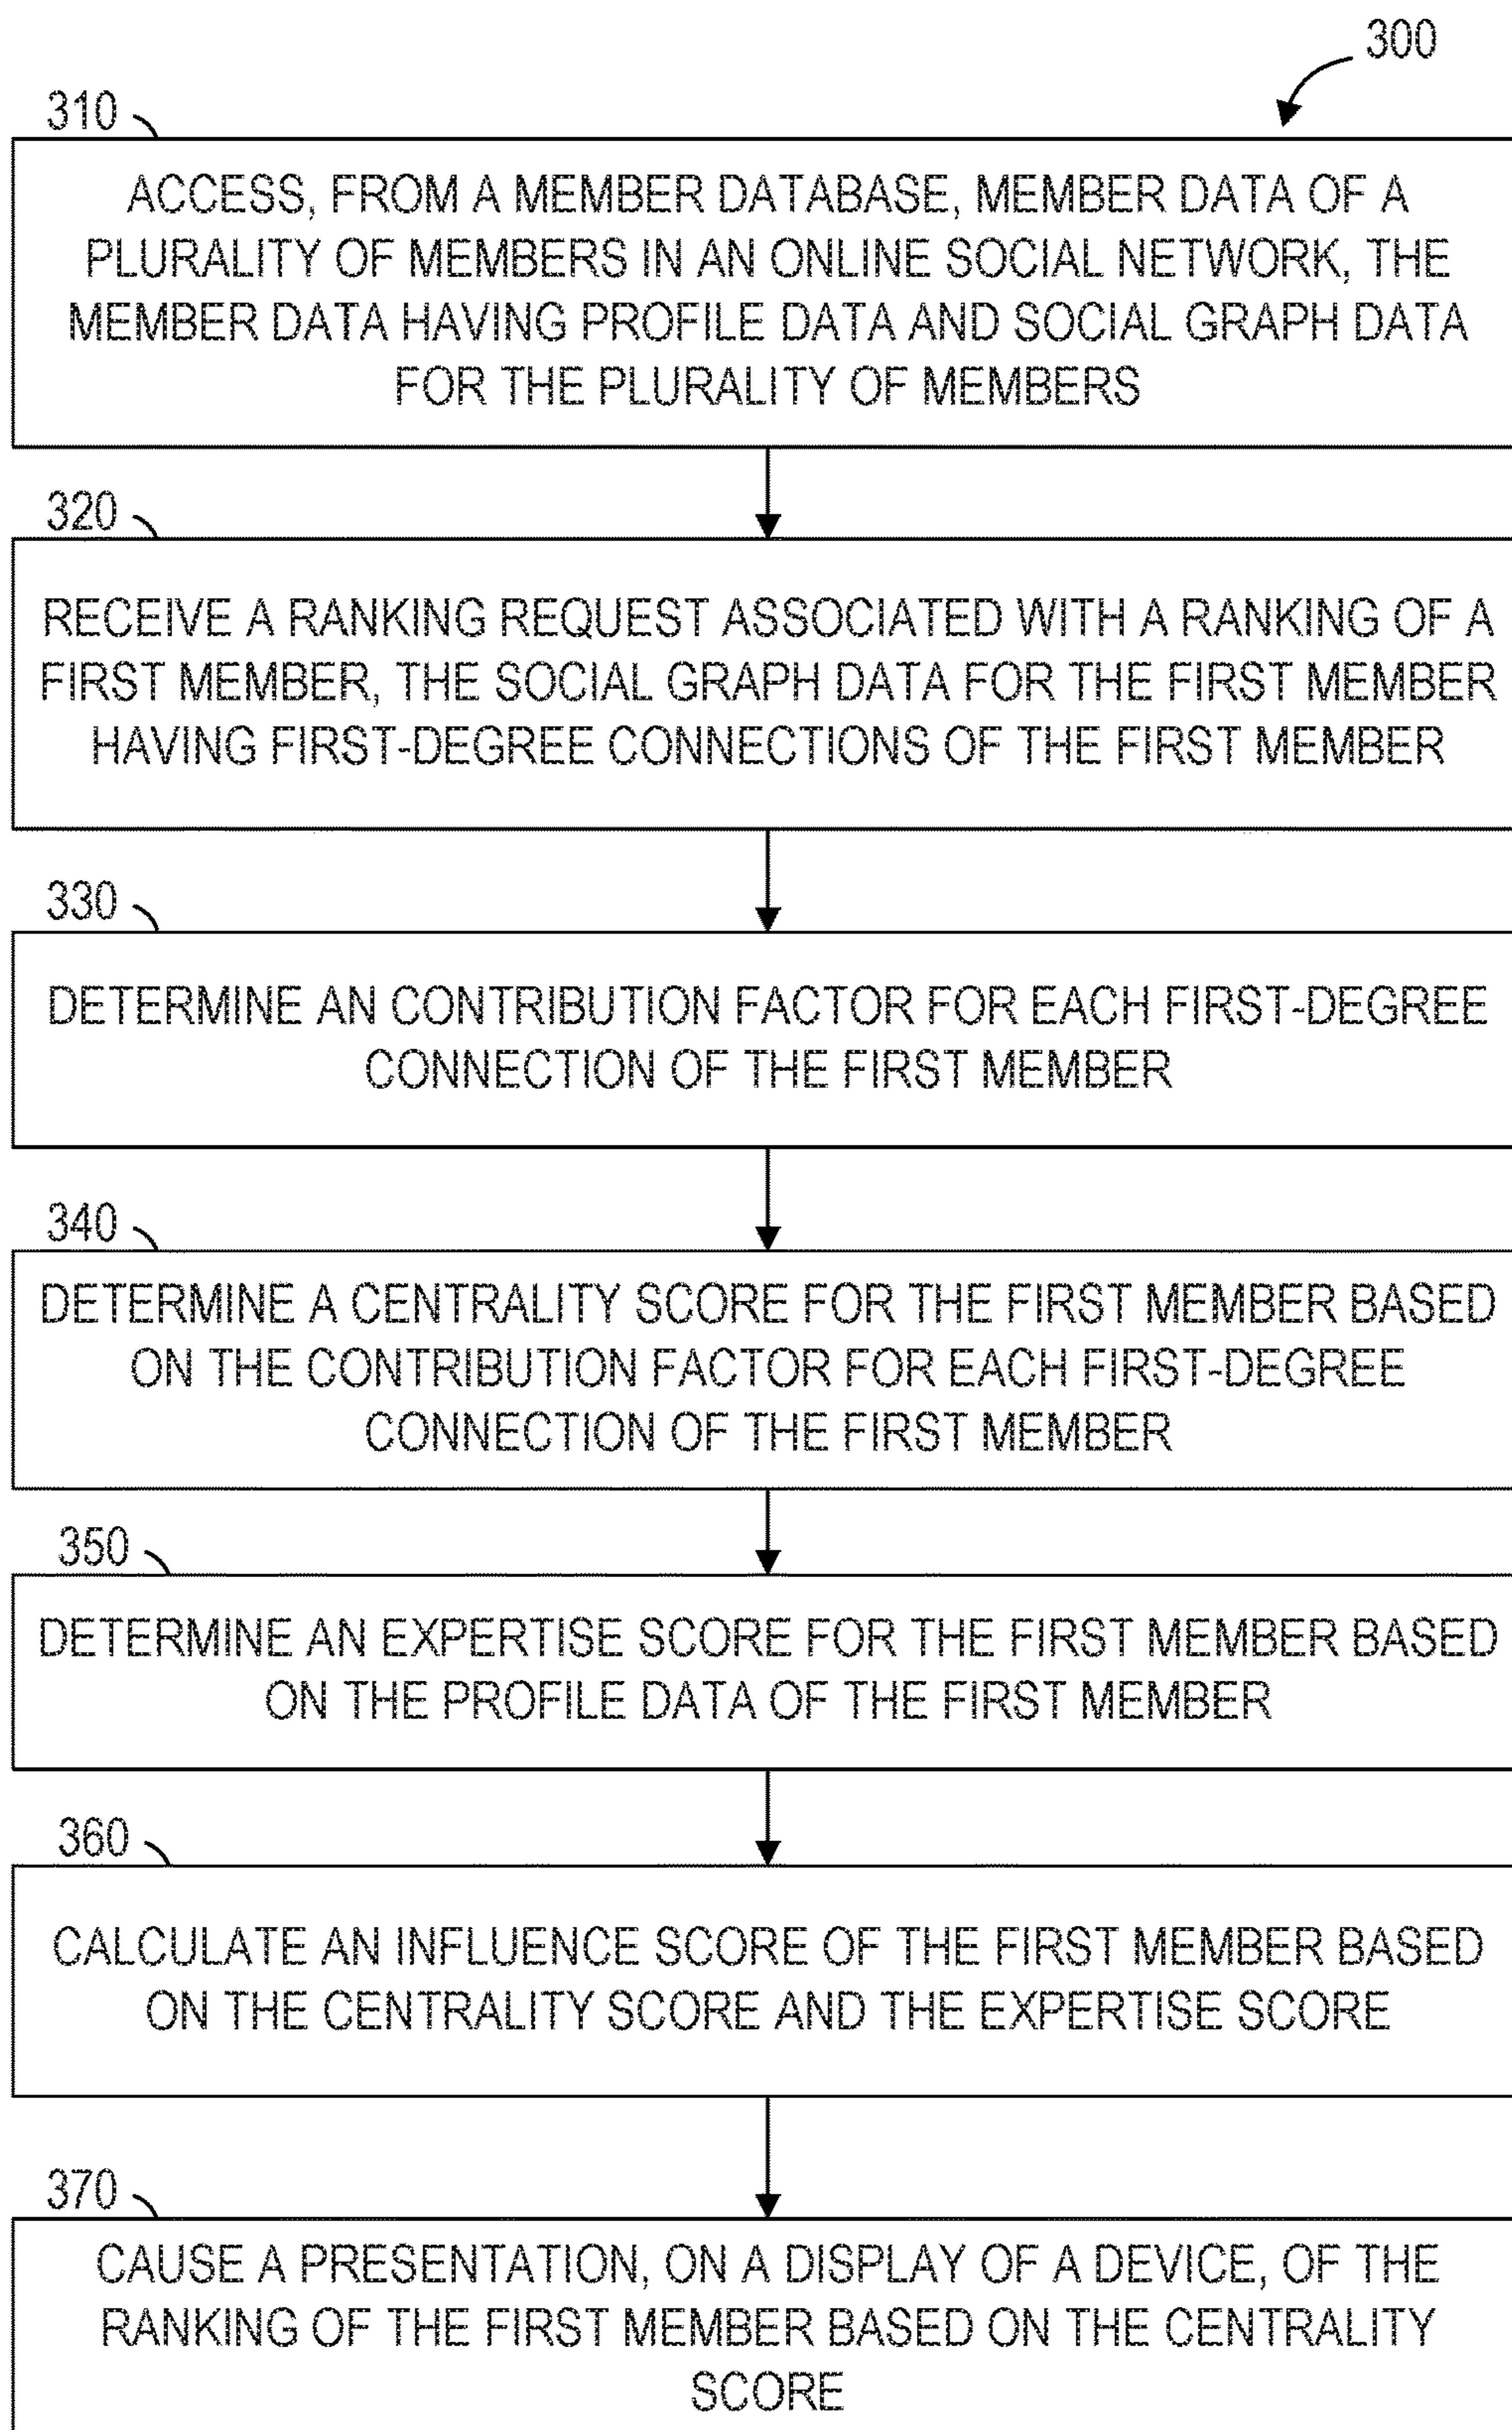 300
310
ACCESS, FROM A MEMBER DATABASE, MEMBER DATA OF A
PLURALITY OF MEMBERS IN AN ONLINE SOCIAL NETWORK, THE
MEMBER DATA HAVING PROFILE DATA AND SOCIAL GRAPH DATA
FOR THE PLURALITY OF MEMBERS
320
RECEIVE A RANKING REQUEST ASSOCIATED WITH A RANKING OF A
FIRST MEMBER, THE SOCIAL GRAPH DATA FOR THE FIRST MEMBER
HAVING FIRST-DEGREE CONNECTIONS OF THE FIRST MEMBER
330
DETERMINE AN CONTRIBUTION FACTOR FOR EACH FIRST-DEGREE
CONNECTION OF THE FIRST MEMBER
340
DETERMINE A CENTRALITY SCORE FOR THE FIRST MEMBER BASED
ON THE CONTRIBUTION FACTOR FOR EACH FIRST-DEGREE
CONNECTION OF THE FIRST MEMBER
350
DETERMINE AN EXPERTISE SCORE FOR THE FIRST MEMBER BASED
ON THE PROFILE DATA OF THE FIRST MEMBER
360
CALCULATE AN INFLUENCE SCORE OF THE FIRST MEMBER BASED
ON THE CENTRALITY SCORE AND THE EXPERTISE SCORE
370
CAUSE A PRESENTATION, ON A DISPLAY OF A DEVICE, OF THE
RANKING OF THE FIRST MEMBER BASED ON THE CENTRALITY
SCORE